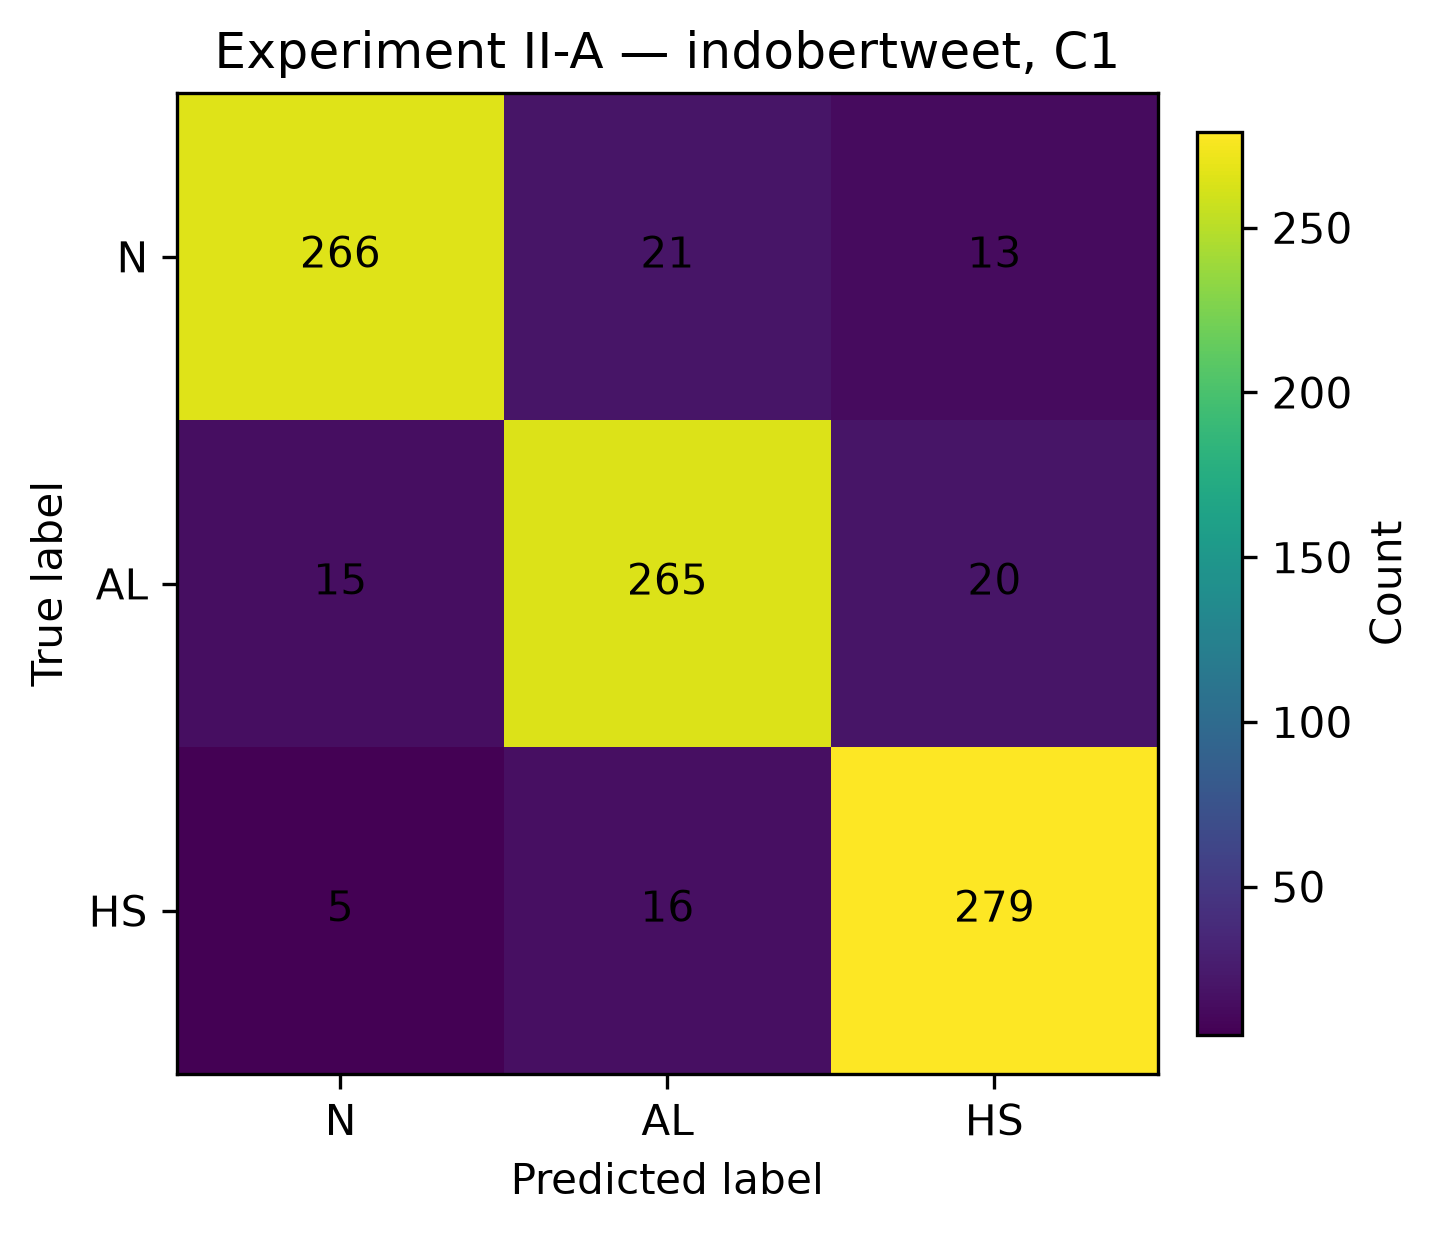 Experiment II-A — indobertweet, C1
N 266 21 13
AL 15 265 20
HS 5 16 279
N AL HS
Predicted label
True label
250
200
150
100
50
Count